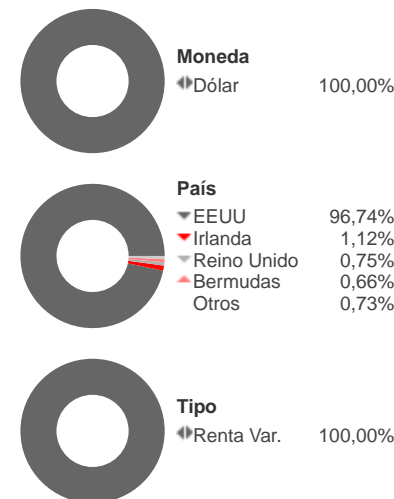 Moneda
Dólar 100,00%
País
EEUU 96,74%
Irlanda 1,12%
Reino Unido 0,75%
Bermudas 0,66%
Otros 0,73%
Tipo
Renta Var. 100,00%